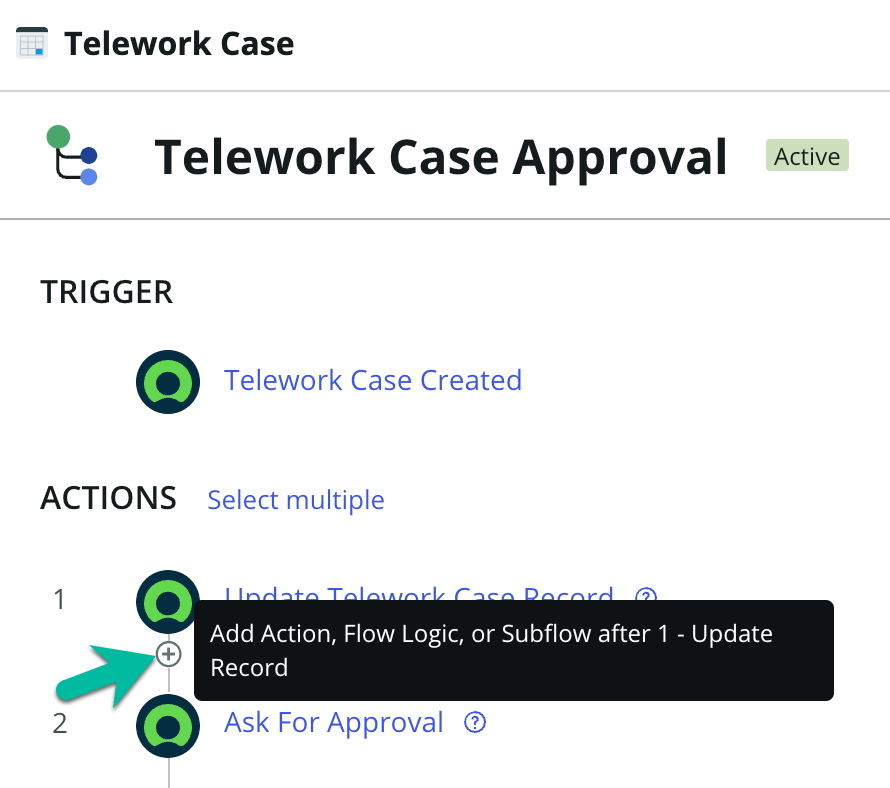 Telework Case
Telework Case Approval
Active
TRIGGER
Telework Case Created
ACTIONS
Select multiple
1
Update Telework Case Record
Add Action, Flow Logic, or Subflow after 1 - Update
Record
2
Ask For Approval